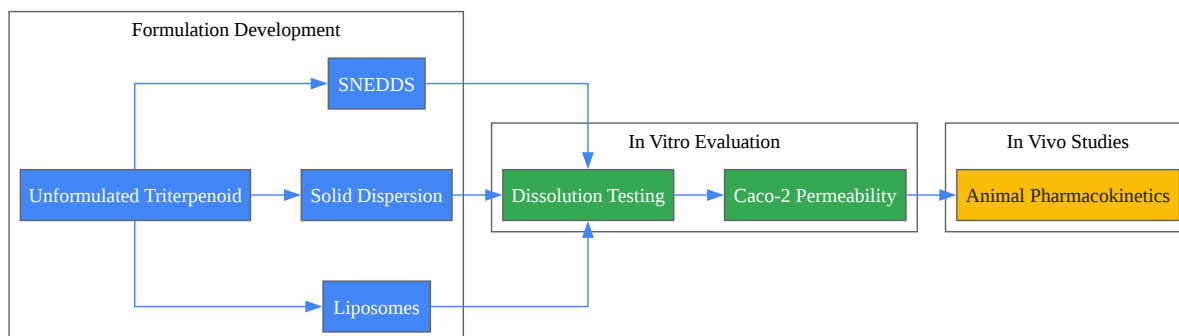 Formulation Development
SNEDDS
Unformulated Triterpenoid
Solid Dispersion
Liposomes
In Vitro Evaluation
Dissolution Testing
Caco-2 Permeability
In Vivo Studies
Animal Pharmacokinetics